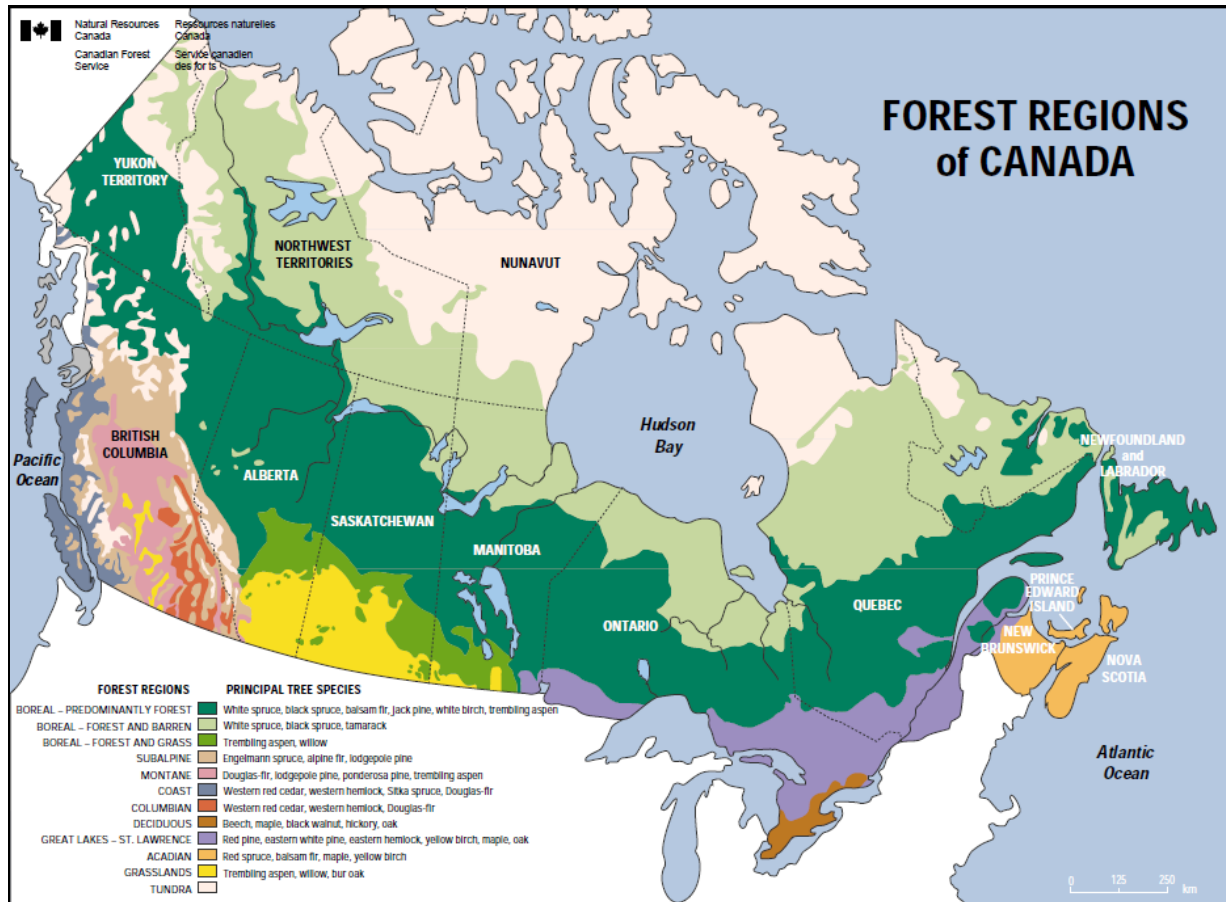 Natural Resources Canada
Ressources naturelles Canada
Canadian Forest Service
Service canadien des for ts
FOREST REGIONS
of CANADA
YUKON
TERRITORY
NORTHWEST
TERRITORIES
NUNAVUT
Hudson
Bay
BRITISH
COLUMBIA
Pacific
Ocean
ALBERTA
SASKATCHEWAN
MANITOBA
ONTARIO
QUEBEC
NEWFOUNDLAND
and
LABRADOR
PRINCE
EDWARD
ISLAND
NEW
BRUNSWICK
NOVA
SCOTIA
Atlantic
Ocean
FOREST REGIONS PRINCIPAL TREE SPECIES
BOREAL – PREDOMINANTLY FOREST White spruce, black spruce, balsam fir, jack pine, white birch, trembling aspen
BOREAL – FOREST AND BARREN White spruce, black spruce, tamarack
BOREAL – FOREST AND GRASS Trembling aspen, willow
SUBALPINE Engelmann spruce, alpine fir, lodgepole pine
MONTANE Douglas-fir, lodgepole pine, ponderosa pine, trembling aspen
COAST Western red cedar, western hemlock, Sitka spruce, Douglas-fir
COLUMBIAN Western red cedar, western hemlock, Douglas-fir
DECIDUOUS Beech, maple, black walnut, hickory, oak
GREAT LAKES – ST. LAWRENCE Red pine, eastern white pine, eastern hemlock, yellow birch, maple, oak
ACADIAN Red spruce, balsam fir, maple, yellow birch
GRASSLANDS Trembling aspen, willow, bur oak
TUNDRA
0 125 250
km